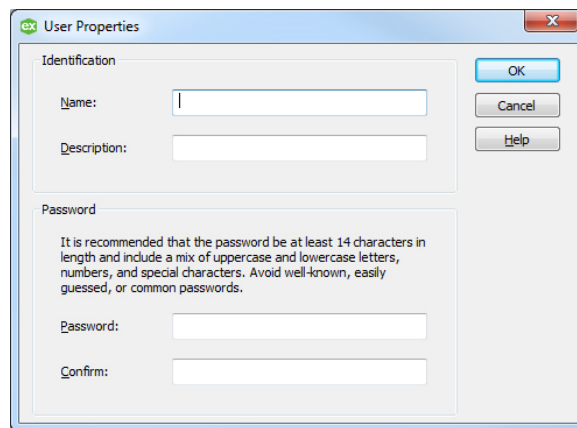 ex User Properties
Identification
OK
Name:
Cancel
Description:
Help
Password
It is recommended that the password be at least 14 characters in
length and include a mix of uppercase and lowercase letters,
numbers, and special characters. Avoid well-known, easily
guessed, or common passwords.
Password:
Confirm: